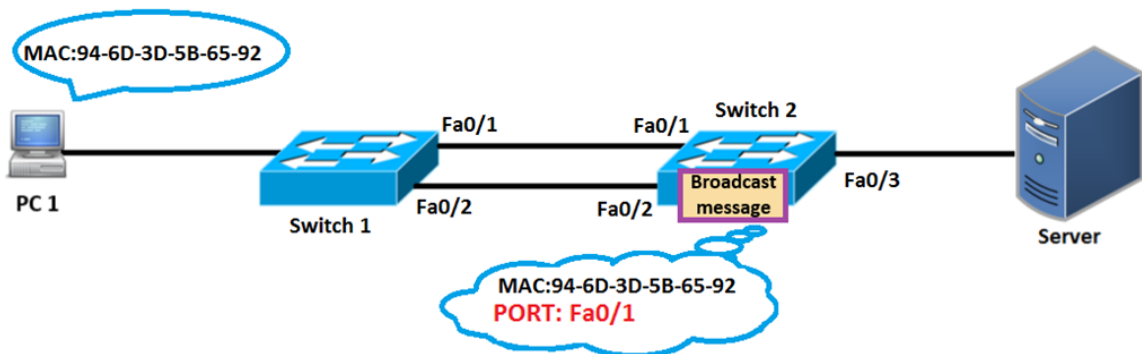 MAC:94-6D-3D-5B-65-92
PC 1
Switch 1
Fa0/1
Fa0/2
Switch 2
Fa0/1
Fa0/2
Broadcast
message
Fa0/3
Server
MAC:94-6D-3D-5B-65-92
PORT: Fa0/1